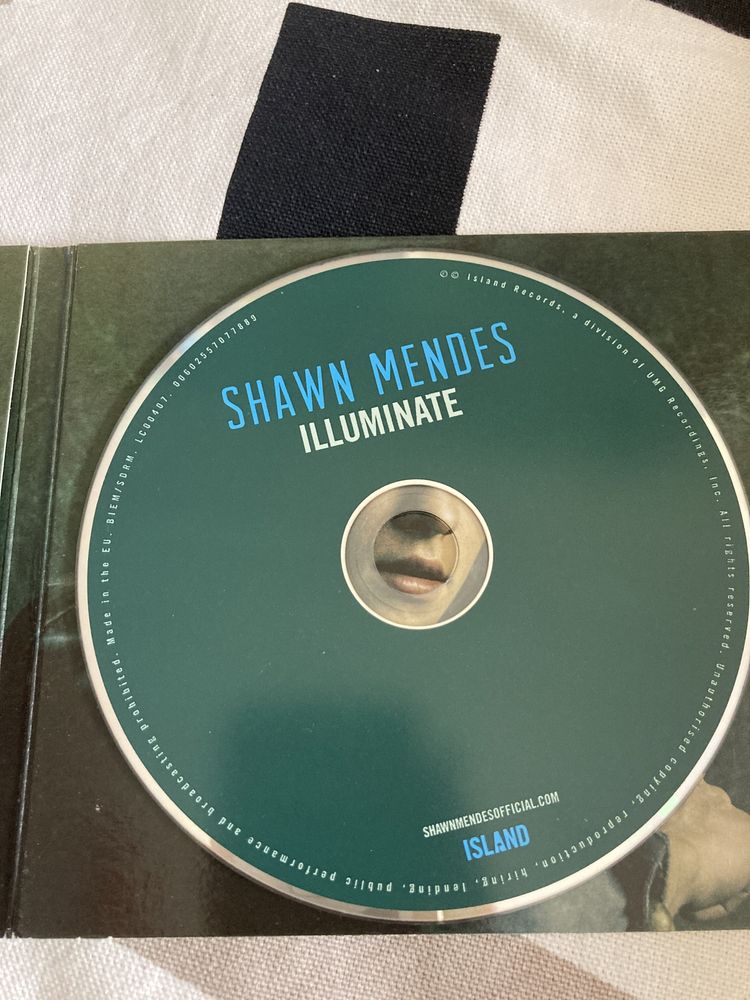 SHAWN MENDES
ILLUMINATE
SHAWNMENDESOFFICIAL.COM
ISLAND
℗© Island Records, a division of UMG Recordings, Inc. All rights reserved. Unauthorised copying, reproduction, hiring, lending, public performance and broadcasting prohibited. Made in the EU. BIEM/SDRM. LC00407. 00602557077889